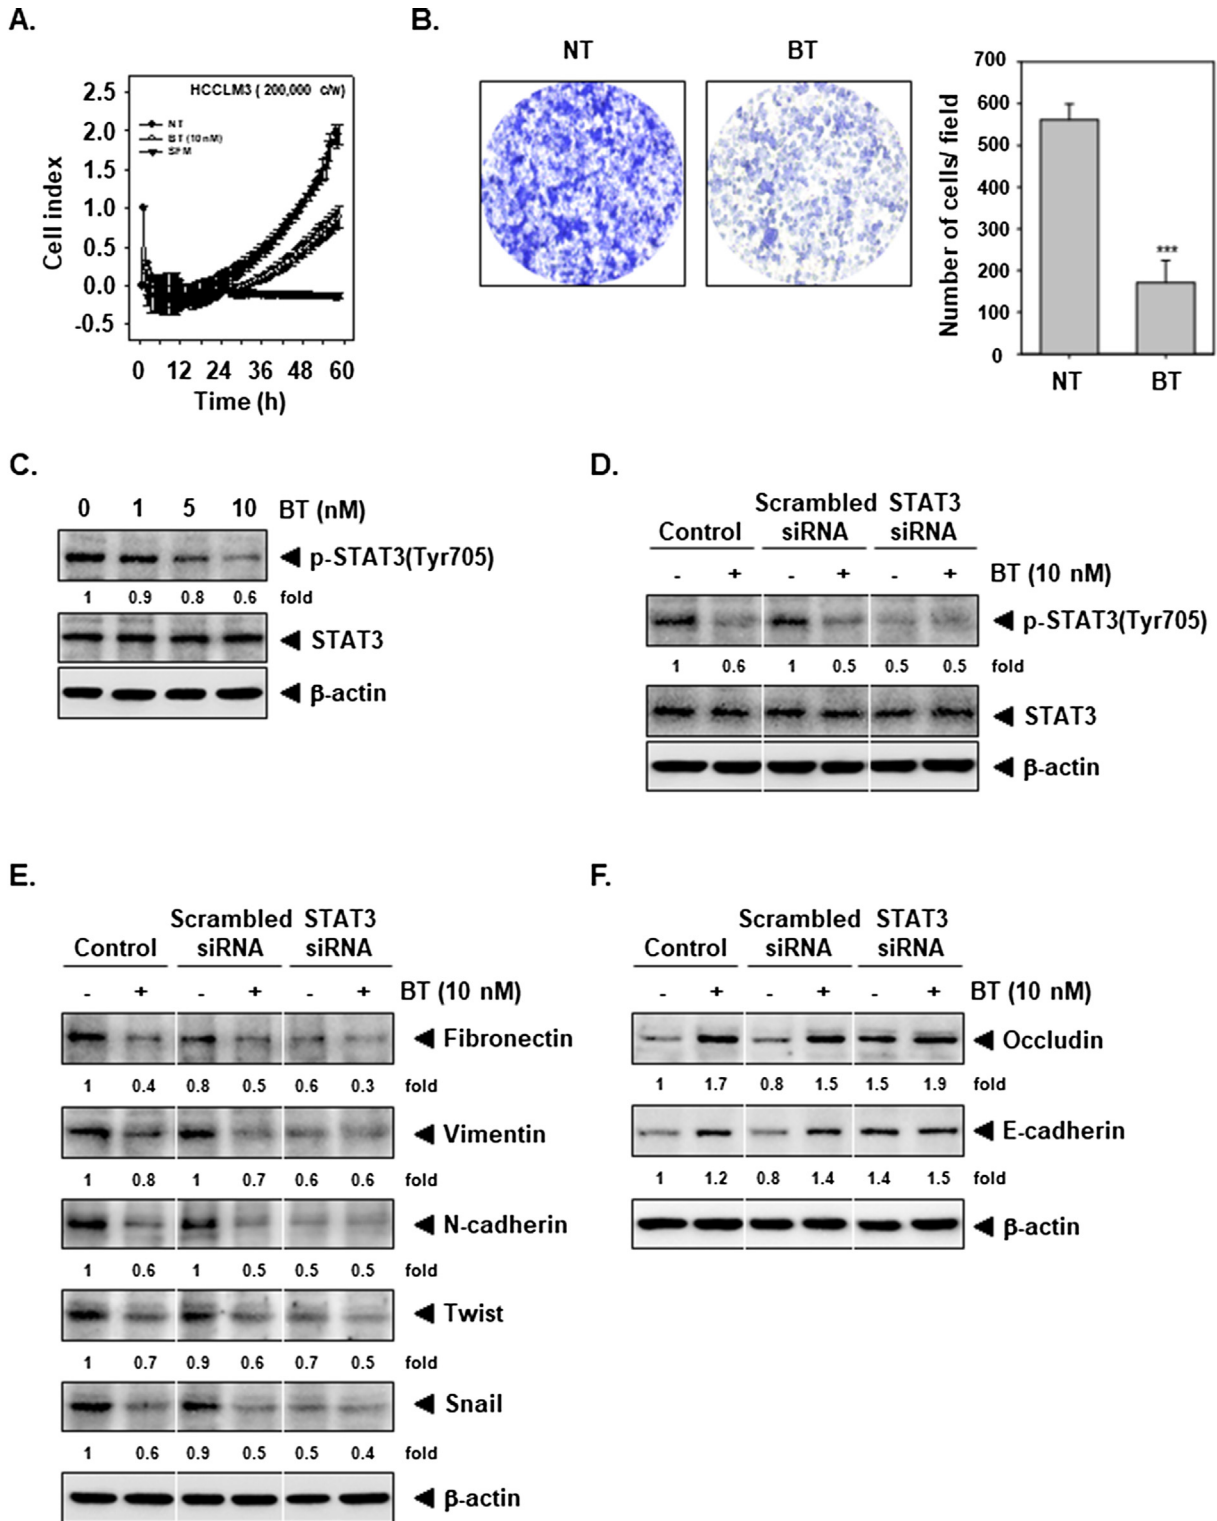 A.
HCCLM3 ( 200,000 c/w)
NT
BT (10 nM)
SFM
2.5
2.0
1.5
1.0
0.5
0.0
-0.5
Cell index
0 12 24 36 48 60
Time (h)
B.
NT BT
Number of cells/ field
700
600
500
400
300
200
100
0
***
NT BT
C.
0 1 5 10 BT (nM)
p-STAT3(Tyr705)
1 0.9 0.8 0.6 fold
STAT3
β-actin
D.
Scrambled STAT3
Control siRNA siRNA
- + - + - + BT (10 nM)
p-STAT3(Tyr705)
1 0.6 1 0.5 0.5 0.5 fold
STAT3
β-actin
E.
Scrambled STAT3
Control siRNA siRNA
- + - + - + BT (10 nM)
Fibronectin
1 0.4 0.8 0.5 0.6 0.3 fold
Vimentin
1 0.8 1 0.7 0.6 0.6 fold
N-cadherin
1 0.6 1 0.5 0.5 0.5 fold
Twist
1 0.7 0.9 0.6 0.7 0.5 fold
Snail
1 0.6 0.9 0.5 0.5 0.4 fold
β-actin
F.
Scrambled STAT3
Control siRNA siRNA
- + - + - + BT (10 nM)
Occludin
1 1.7 0.8 1.5 1.5 1.9 fold
E-cadherin
1 1.2 0.8 1.4 1.4 1.5 fold
β-actin